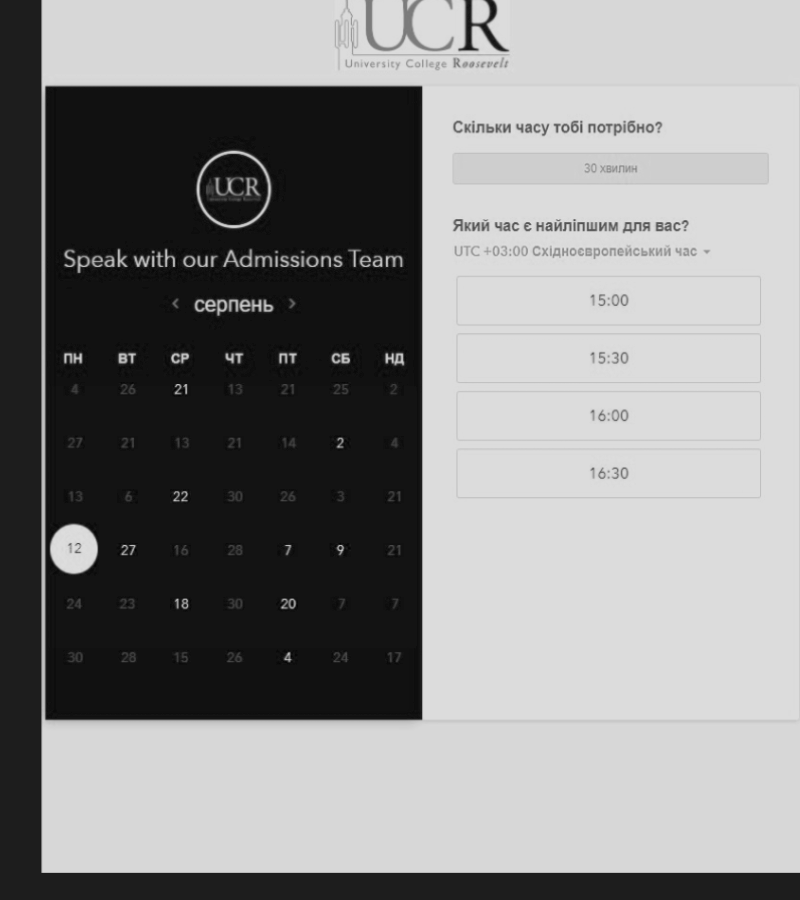 UCR
University College Roosevelt
UCR
Speak with our Admissions Team
серпень
ПН ВТ СР ЧТ ПТ СБ НД
4 26 21 13 21 25 2
27 21 13 21 14 2 4
13 6 22 30 26 3 21
12 27 16 28 7 9 21
24 23 18 30 20 7 7
30 28 15 26 4 24 17
Скільки часу тобі потрібно?
30 хвилин
Який час є найліпшим для вас?
UTC +03:00 Східноєвропейський час
15:00
15:30
16:00
16:30